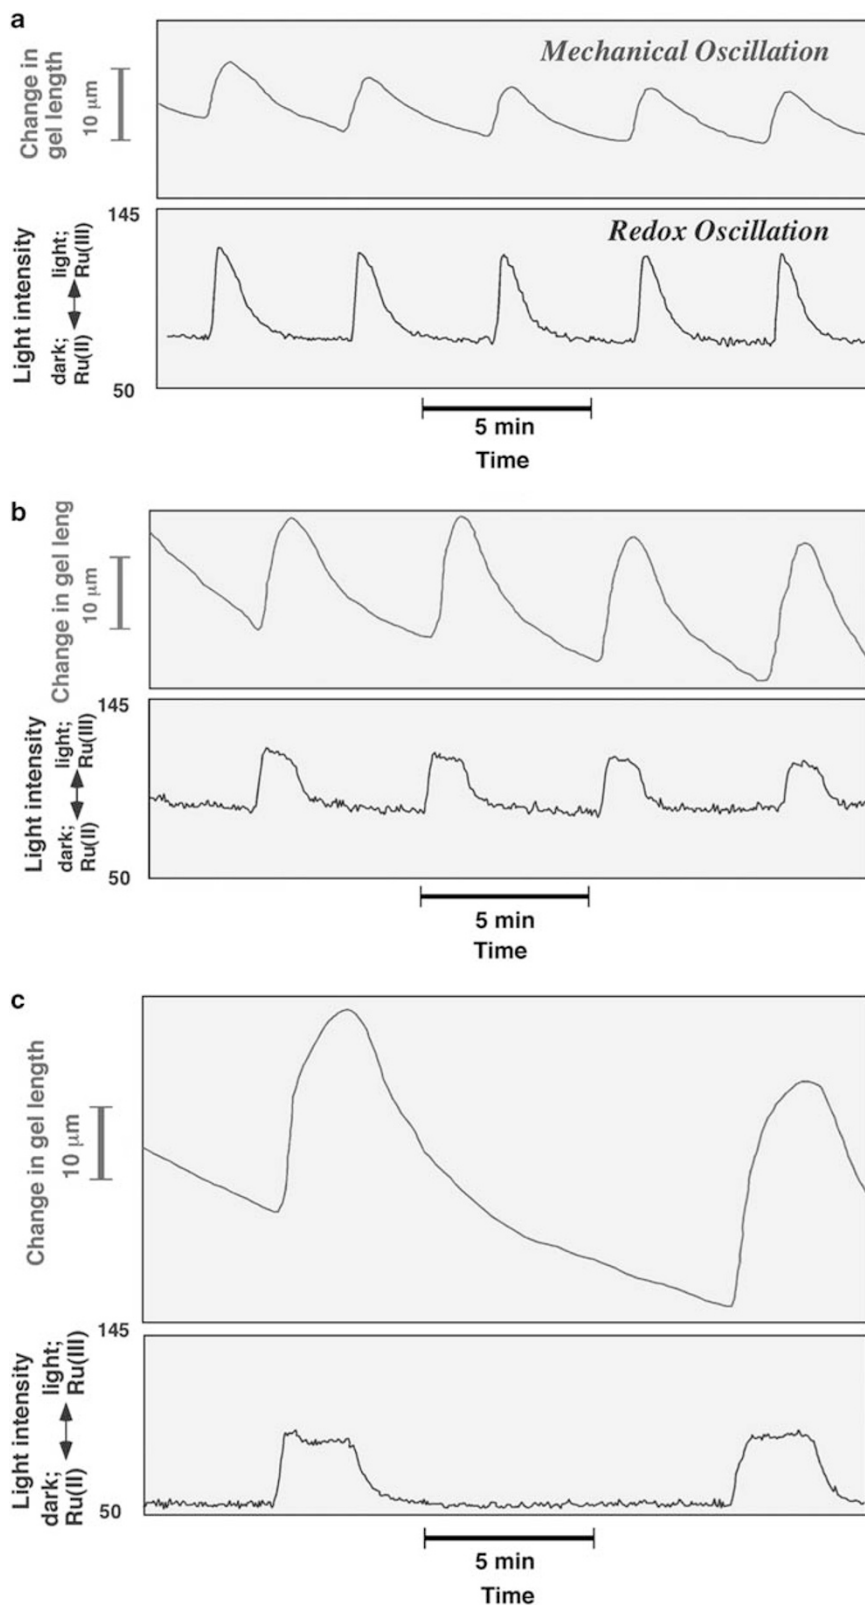 a
Change in
gel length
10 μm
Mechanical Oscillation
145
Light intensity
dark; light;
Ru(II) Ru(III)
Redox Oscillation
50
5 min
Time
b
Change in gel leng
10 μm
145
Light intensity
dark; light;
Ru(II) Ru(III)
50
5 min
Time
c
Change in gel length
10 μm
145
Light intensity
dark; light;
Ru(II) Ru(III)
50
5 min
Time